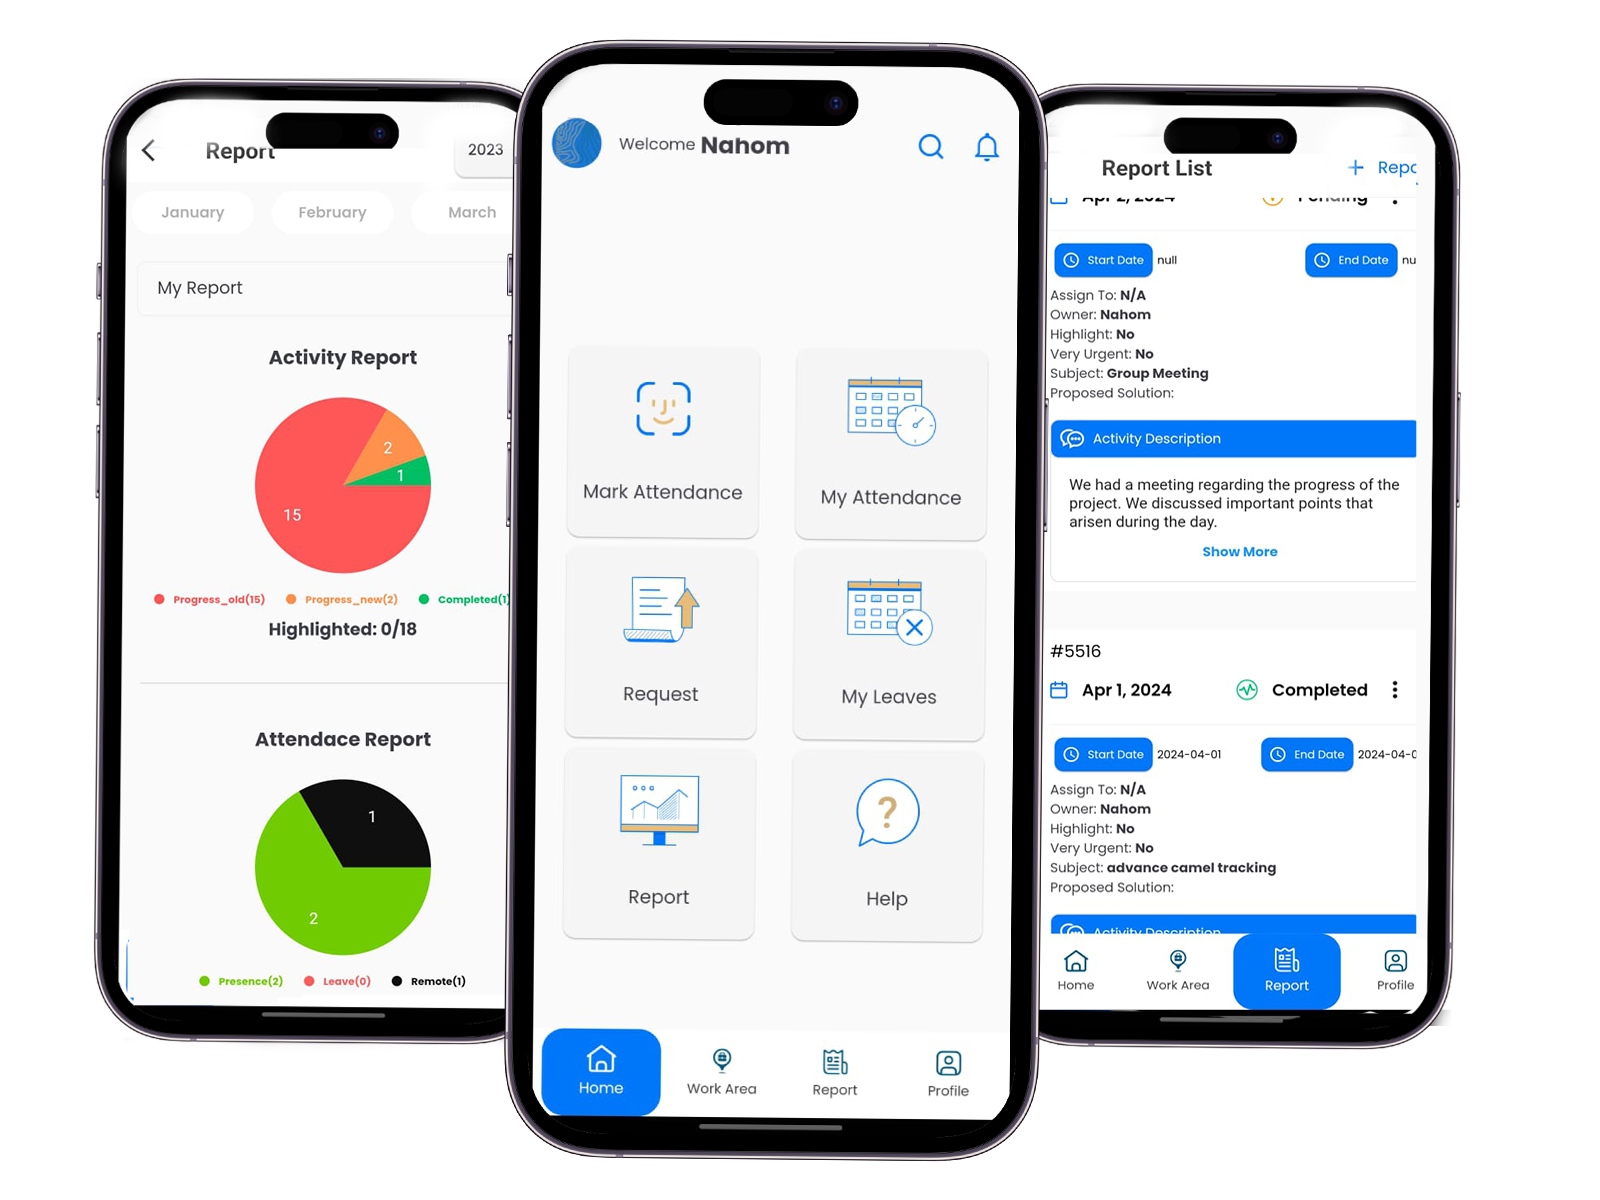 Report
2023
January
February
March
My Report
Activity Report
2
1
15
Progress_old(15)
Progress_new(2)
Completed(1)
Highlighted: 0/18
Attendace Report
1
2
Presence(2)
Leave(0)
Remote(1)
Welcome Nahom
Mark Attendance
My Attendance
Request
My Leaves
Report
?
Help
Home
Work Area
Report
Profile
Report List
+ Repo
Apr 2, 2024
Pending
Start Date null
End Date nu
Assign To: N/A
Owner: Nahom
Highlight: No
Very Urgent: No
Subject: Group Meeting
Proposed Solution:
Activity Description
We had a meeting regarding the progress of the
project. We discussed important points that
arisen during the day.
Show More
#5516
Apr 1, 2024
Completed
Start Date 2024-04-01
End Date 2024-04-0
Assign To: N/A
Owner: Nahom
Highlight: No
Very Urgent: No
Subject: advance camel tracking
Proposed Solution:
Activity Description
Home
Work Area
Report
Profile